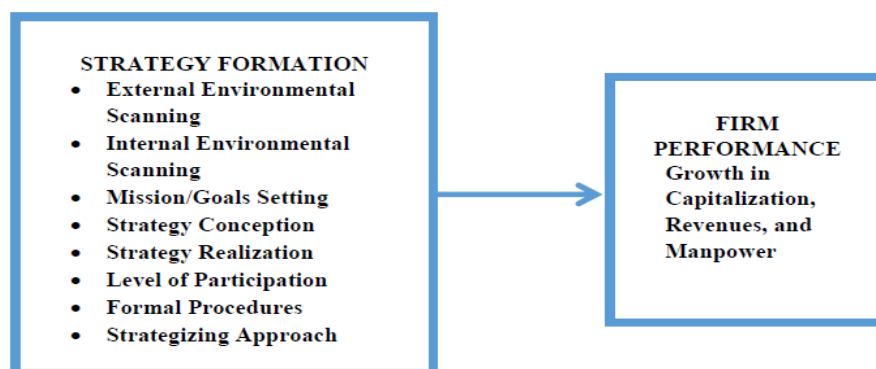 STRATEGY FORMATION
• External Environmental
Scanning
• Internal Environmental
Scanning
• Mission/Goals Setting
• Strategy Conception
• Strategy Realization
• Level of Participation
• Formal Procedures
• Strategizing Approach
FIRM
PERFORMANCE
Growth in
Capitalization,
Revenues, and
Manpower